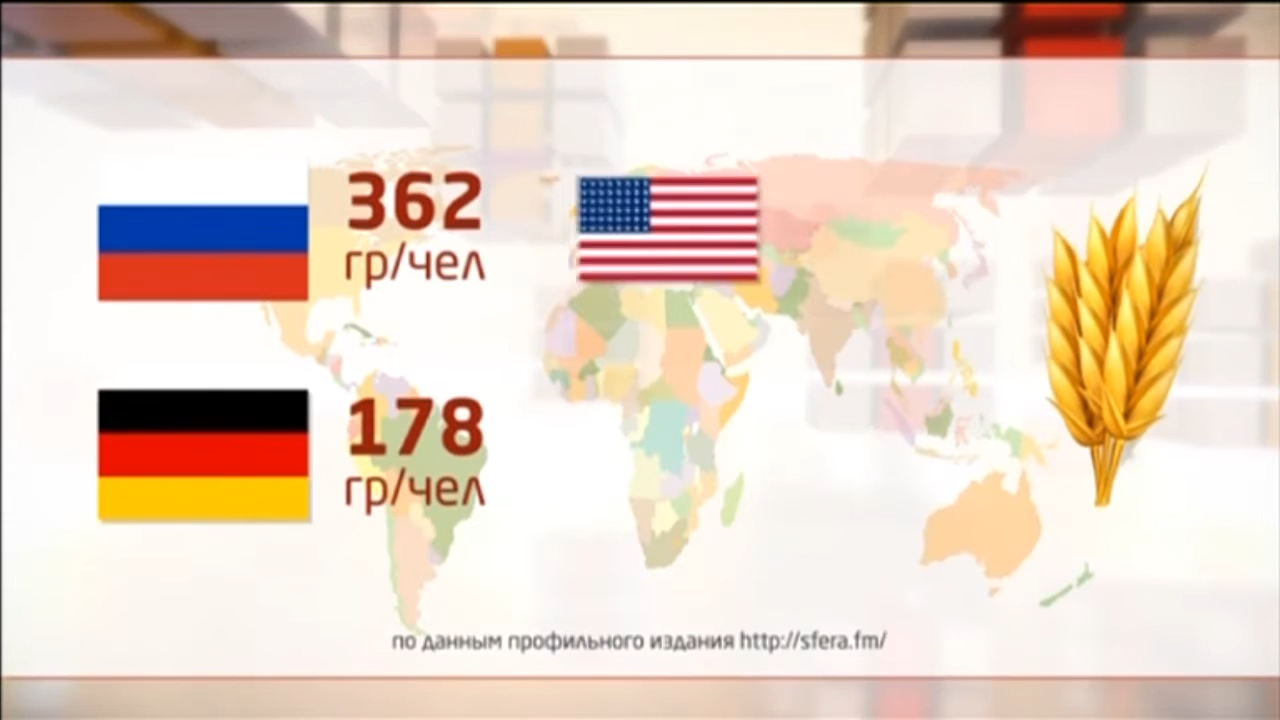 362
гр/чел
178
гр/чел
по данным профильного издания http://sfera.fm/